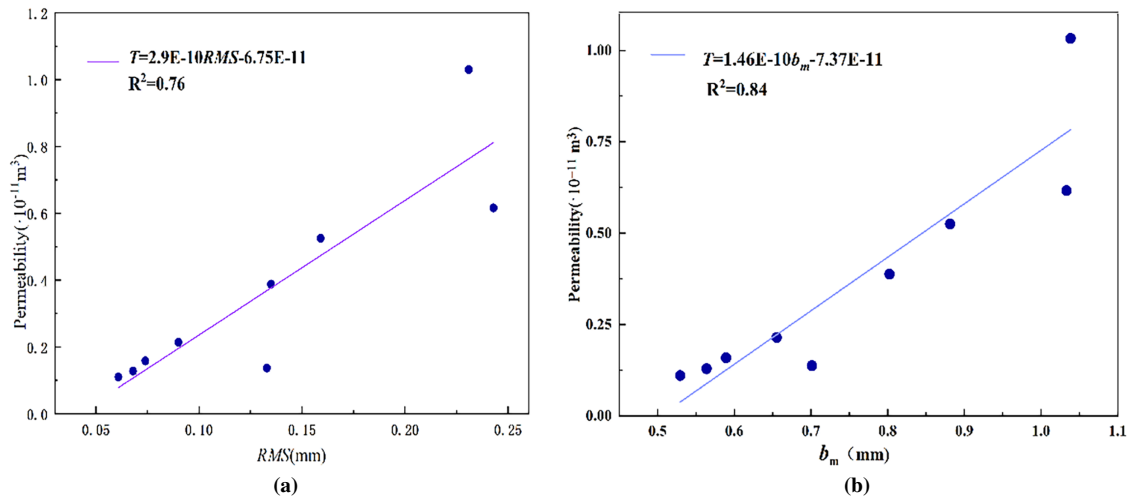 1.2
1.0
0.8
0.6
0.4
0.2
0.0
Permeability(·10⁻¹¹m³)
T=2.9E-10RMS-6.75E-11
R²=0.76
0.05 0.10 0.15 0.20 0.25
RMS(mm)
(a)
1.00
0.75
0.50
0.25
0.00
Permeability(·10⁻¹¹ m³)
T=1.46E-10bₘ-7.37E-11
R²=0.84
0.5 0.6 0.7 0.8 0.9 1.0 1.1
bₘ（mm)
(b)